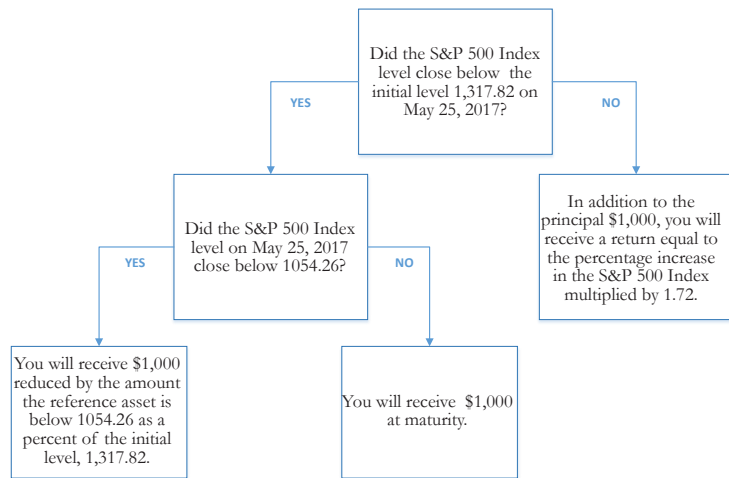 Did the S&P 500 Index
level close below the
initial level 1,317.82 on
May 25, 2017?
YES
NO
Did the S&P 500 Index
level on May 25, 2017
close below 1054.26?
In addition to the
principal $1,000, you will
receive a return equal to
the percentage increase
in the S&P 500 Index
multiplied by 1.72.
YES
NO
You will receive $1,000
reduced by the amount
the reference asset is
below 1054.26 as a
percent of the initial
level, 1,317.82.
You will receive $1,000
at maturity.